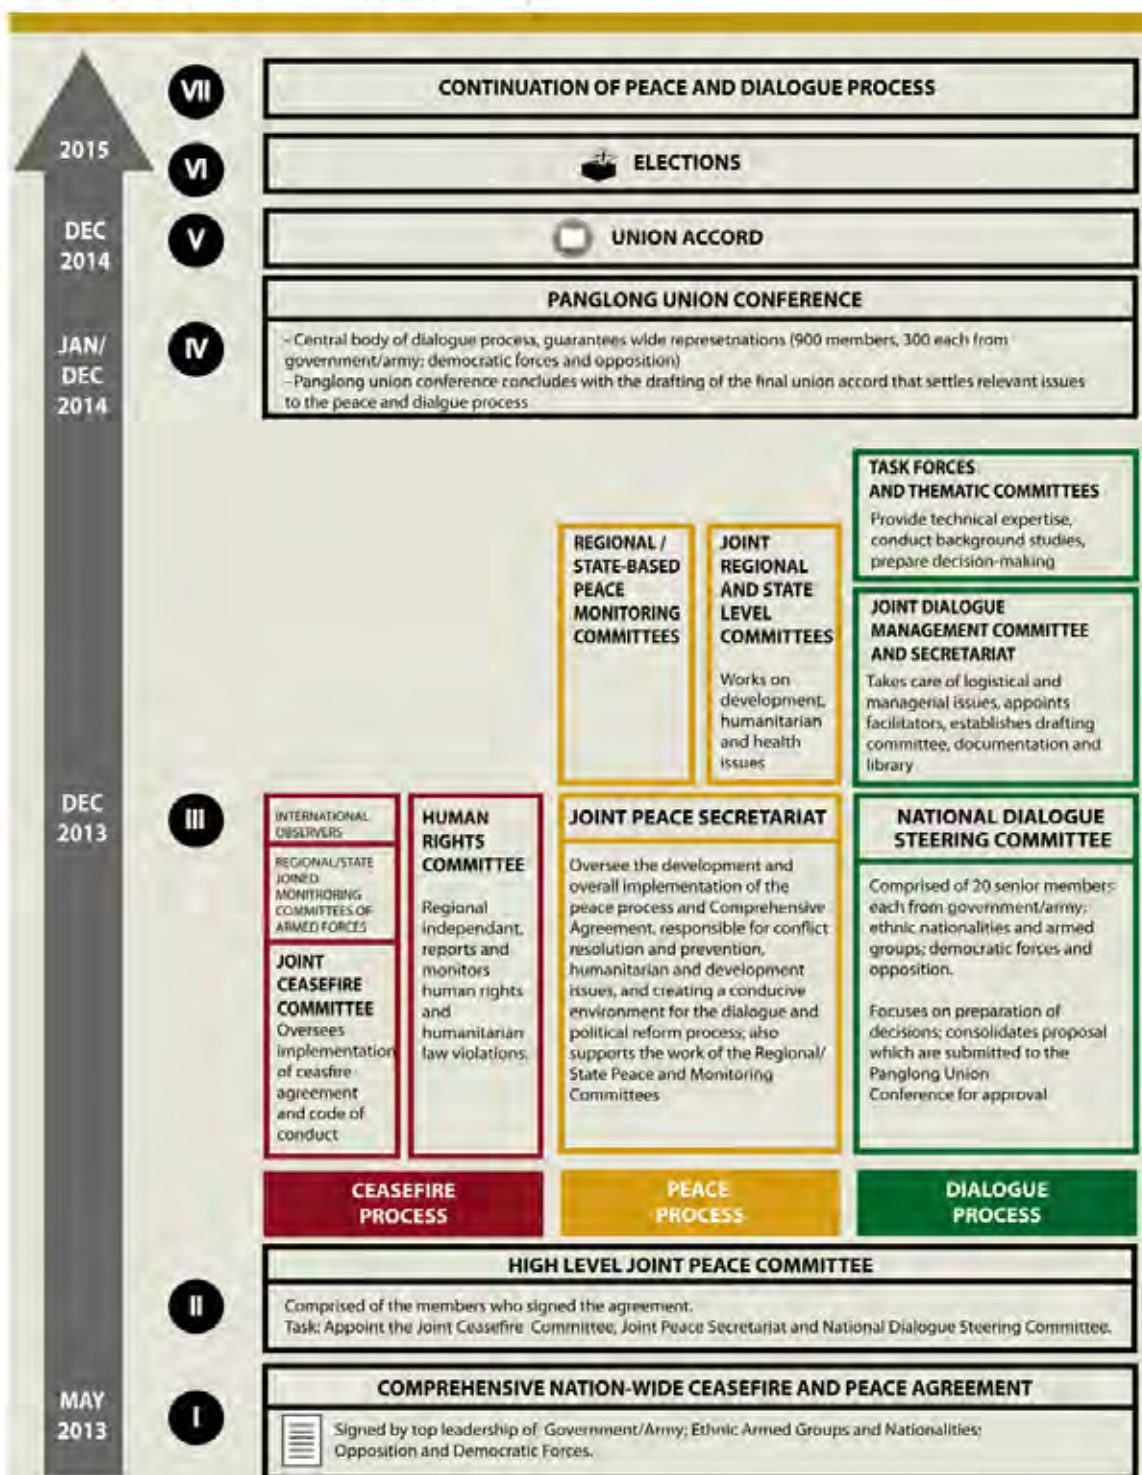 VII
CONTINUATION OF PEACE AND DIALOGUE PROCESS
2015
VI
ELECTIONS
DEC
2014
V
UNION ACCORD
JAN/
DEC
2014
IV
PANGLONG UNION CONFERENCE
- Central body of dialogue process, guarantees wide represetnations (900 members, 300 each from
government/army; democratic forces and opposition)
- Panglong union conference concludes with the drafting of the final union accord that settles relevant issues
to the peace and dialgue process
TASK FORCES
AND THEMATIC COMMITTEES
Provide technical expertise,
conduct background studies,
prepare decision-making
REGIONAL /
STATE-BASED
PEACE
MONITORING
COMMITTEES
JOINT
REGIONAL
AND STATE
LEVEL
COMMITTEES
Works on
development,
humanitarian
and health
issues
JOINT DIALOGUE
MANAGEMENT COMMITTEE
AND SECRETARIAT
Takes care of logistical and
managerial issues, appoints
facilitators, establishes drafting
committee, documentation and
library
DEC
2013
III
INTERNATIONAL
OBSERVERS
REGIONAL/STATE
JOINED
MONITRORING
COMMITTEES OF
ARMED FORCES
JOINT
CEASEFIRE
COMMITTEE
Oversees
implementation
of ceasfire
agreement
and code of
conduct
HUMAN
RIGHTS
COMMITTEE
Regional
independant,
reports and
monitors
human rights
and
humanitarian
law violations.
JOINT PEACE SECRETARIAT
Oversee the development and
overall implementation of the
peace process and Comprehensive
Agreement, responsible for conflict
resolution and prevention,
humanitarian and development
issues, and creating a conducive
environment for the dialogue and
political reform process; also
supports the work of the Regional/
State Peace and Monitoring
Committees
NATIONAL DIALOGUE
STEERING COMMITTEE
Comprised of 20 senior members
each from government/army;
ethnic nationalities and armed
groups; democratic forces and
opposition.
Focuses on preparation of
decisions; consolidates proposal
which are submitted to the
Panglong Union
Conference for approval
CEASEFIRE
PROCESS
PEACE
PROCESS
DIALOGUE
PROCESS
II
HIGH LEVEL JOINT PEACE COMMITTEE
Comprised of the members who signed the agreement.
Task: Appoint the Joint Ceasefire Committee, Joint Peace Secretariat and National Dialogue Steering Committee.
MAY
2013
I
COMPREHENSIVE NATION-WIDE CEASEFIRE AND PEACE AGREEMENT
Signed by top leadership of Government/Army; Ethnic Armed Groups and Nationalities;
Opposition and Democratic Forces.